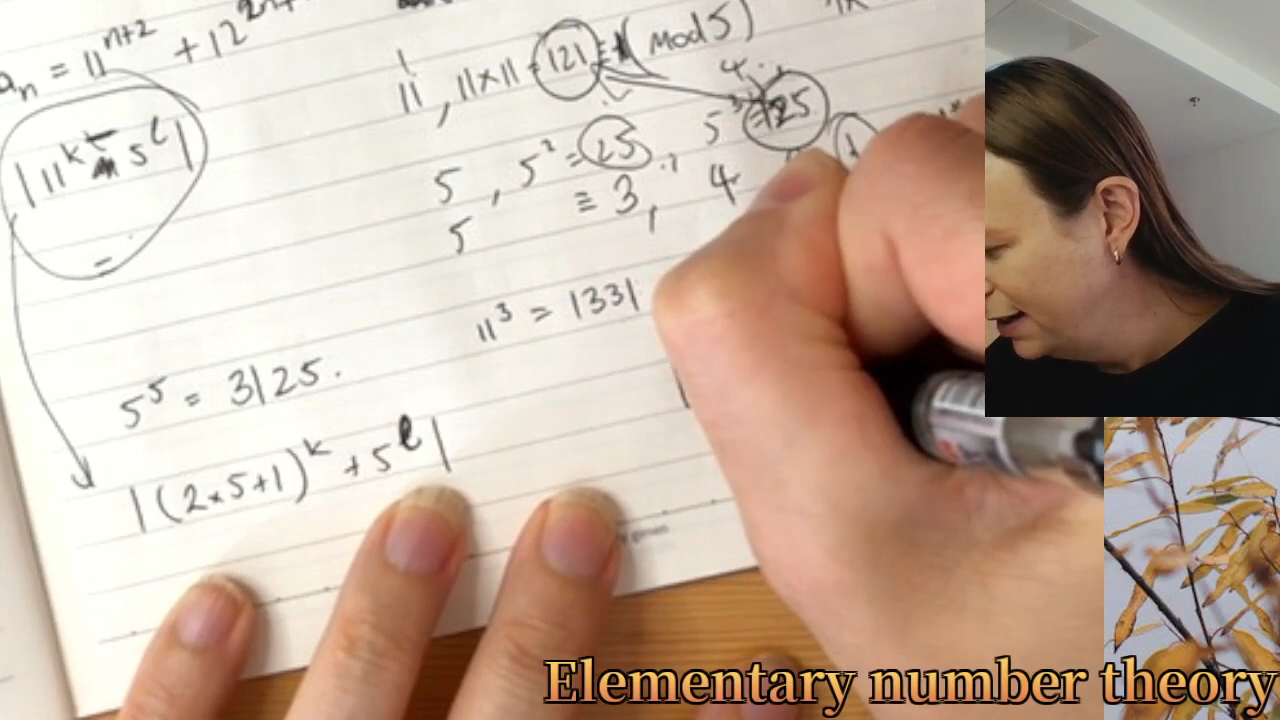 aₙ = 11ⁿ⁺² + 12
11, 11×11 = 121 ≡ 1 (Mod 5)
|11ᵏ 5ˡ|
5, 5² = 25, 5³ = 125
5 ≡ 3, 4
11³ = 1331
5⁵ = 3125.
|(2×5+1)ᵏ + 5ˡ|
Elementary number theory